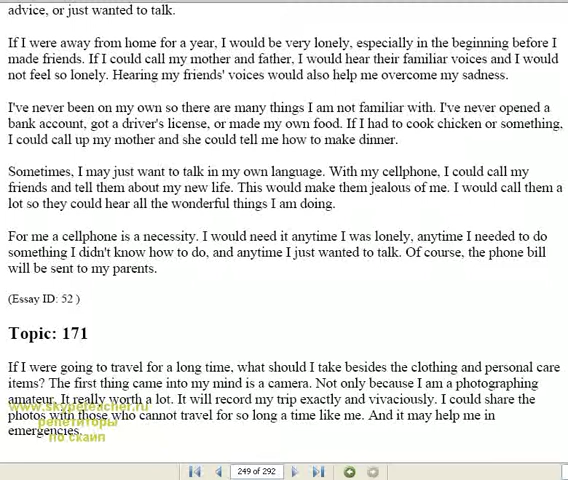 advice, or just wanted to talk.
If I were away from home for a year, I would be very lonely, especially in the beginning before I
made friends. If I could call my mother and father, I would hear their familiar voices and I would
not feel so lonely. Hearing my friends' voices would also help me overcome my sadness.
I've never been on my own so there are many things I am not familiar with. I've never opened a
bank account, got a driver's license, or made my own food. If I had to cook chicken or something,
I could call up my mother and she could tell me how to make dinner.
Sometimes, I may just want to talk in my own language. With my cellphone, I could call my
friends and tell them about my new life. This would make them jealous of me. I would call them a
lot so they could hear all the wonderful things I am doing.
For me a cellphone is a necessity. I would need it anytime I was lonely, anytime I needed to do
something I didn't know how to do, and anytime I just wanted to talk. Of course, the phone bill
will be sent to my parents.
(Essay ID: 52 )
Topic: 171
If I were going to travel for a long time, what should I take besides the clothing and personal care
items? The first thing came into my mind is a camera. Not only because I am a photographing
amateur. It really worth a lot. It will record my trip exactly and vivaciously. I could share the
www.skypeteacher.ru
photos with those who cannot travel for so long a time like me. And it may help me in
репетиторы
emergencies.
по скаип
249 of 292